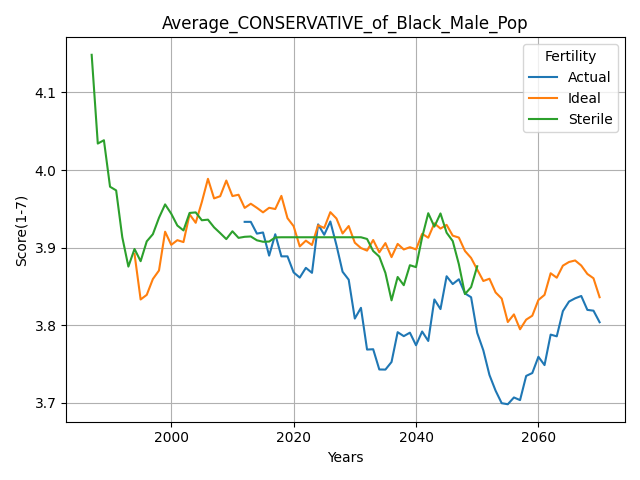 Average_CONSERVATIVE_of_Black_Male_Pop
Fertility
Actual
Ideal
Sterile
Score(1-7)
4.1
4.0
3.9
3.8
3.7
2000
2020
2040
2060
Years